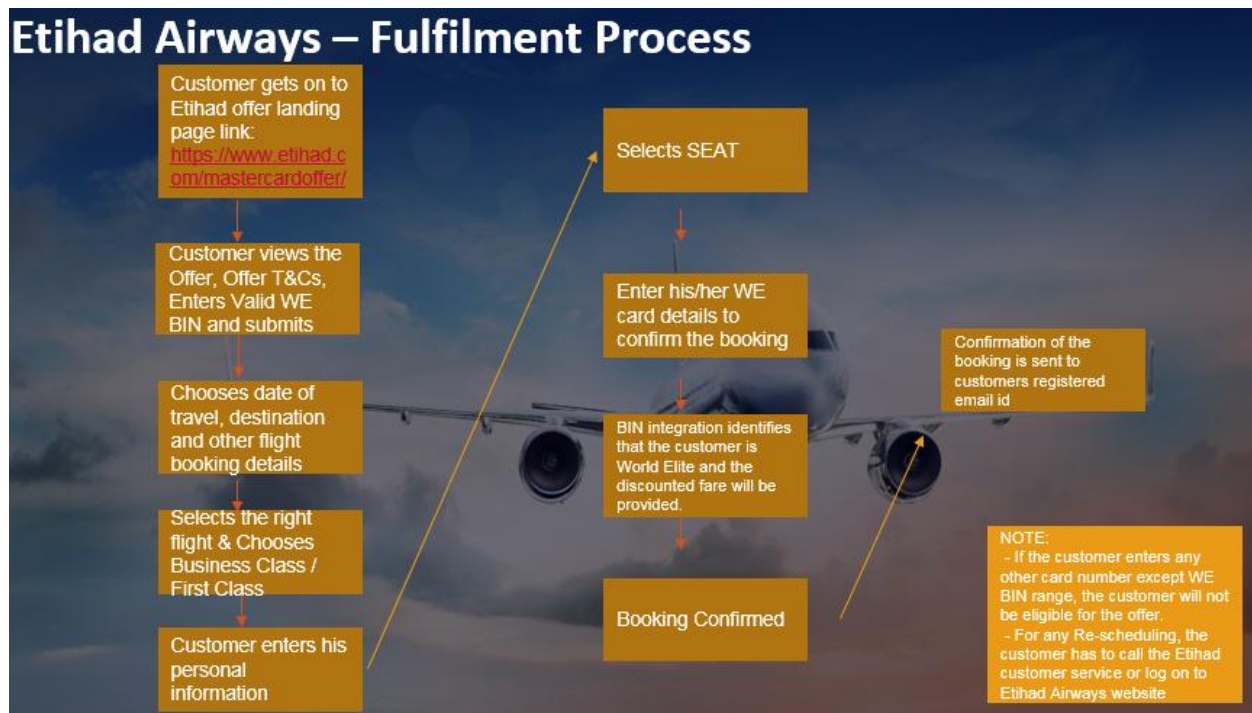 Etihad Airways – Fulfilment Process
Customer gets on to
Etihad offer landing
page link:
https://www.etihad.c
om/mastercardoffer/
Customer views the
Offer, Offer T&Cs,
Enters Valid WE
BIN and submits
Chooses date of
travel, destination
and other flight
booking details
Selects the right
flight & Chooses
Business Class /
First Class
Customer enters his
personal
information
Selects SEAT
Enter his/her WE
card details to
confirm the booking
BIN integration identifies
that the customer is
World Elite and the
discounted fare will be
provided.
Booking Confirmed
Confirmation of the
booking is sent to
customers registered
email id
NOTE:
- If the customer enters any
other card number except WE
BIN range, the customer will not
be eligible for the offer.
- For any Re-scheduling, the
customer has to call the Etihad
customer service or log on to
Etihad Airways website